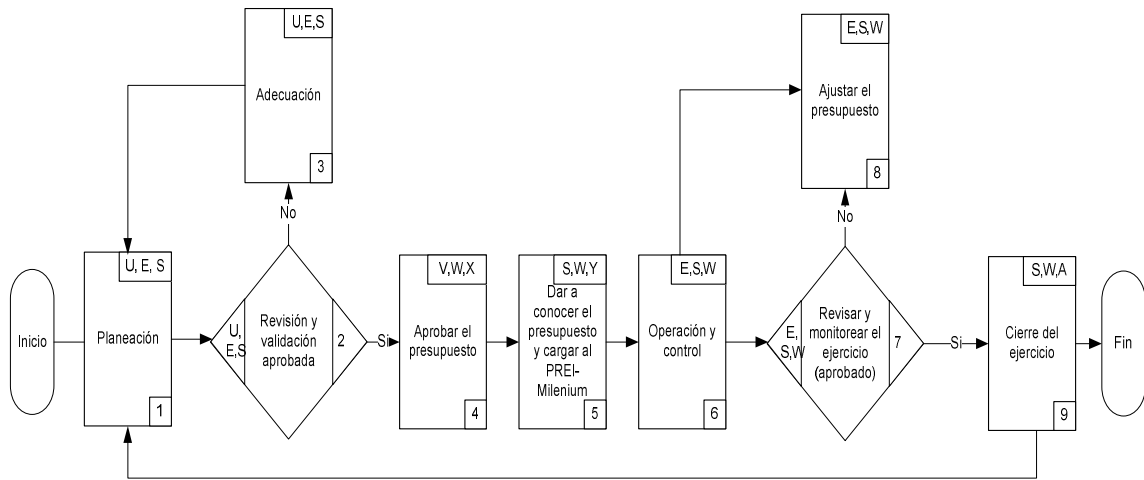 U,E,S
Adecuación
3
E,S,W
Ajustar el
presupuesto
8
No
No
Inicio
U, E, S
Planeación
1
U,
E,S
Revisión y
validación
aprobada
2
Si
V,W,X
Aprobar el
presupuesto
4
S,W,Y
Dar a
conocer el
presupuesto
y cargar al
PREI-
Milenium
5
E,S,W
Operación y
control
6
E,
S,W
Revisar y
monitorear el
ejercicio
(aprobado)
7
Si
S,W,A
Cierre del
ejercicio
9
Fin